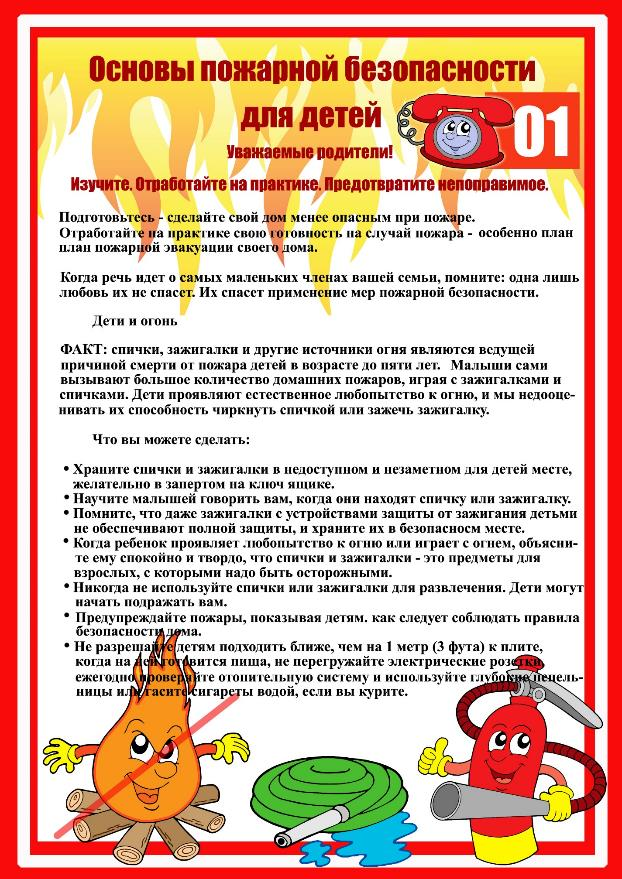 Основы пожарной безопасности
для детей
01
Уважаемые родители!
Изучите. Отработайте на практике. Предотвратите непоправимое.
Подготовьтесь - сделайте свой дом менее опасным при пожаре.
Отработайте на практике свою готовность на случай пожара - особенно план
план пожарной эвакуации своего дома.
Когда речь идет о самых маленьких членах вашей семьи, помните: одна лишь
любовь их не спасет. Их спасет применение мер пожарной безопасности.
Дети и огонь
ФАКТ: спички, зажигалки и другие источники огня являются ведущей
причиной смерти от пожара детей в возрасте до пяти лет. Малыши сами
вызывают большое количество домашних пожаров, играя с зажигалками и
спичками. Дети проявляют естественное любопытство к огню, и мы недооце-
нивать их способность чиркнуть спичкой или зажечь зажигалку.
Что вы можете сделать:
• Храните спички и зажигалки в недоступном и незаметном для детей месте,
желательно в запертом на ключ ящике.
• Научите малышей говорить вам, когда они находят спичку или зажигалку.
• Помните, что даже зажигалки с устройствами защиты от зажигания детьми
не обеспечивают полной защиты, и храните их в безопасносм месте.
• Когда ребенок проявляет любопытство к огню или играет с огнем, объясни-
те ему спокойно и твордо, что спички и зажигалки - это предметы для
взрослых, с которыми надо быть осторожными.
• Никогда не используйте спички или зажигалки для развлечения. Дети могут
начать подражать вам.
• Предупреждайте пожары, показывая детям. как следует соблюдать правила
безопасности дома.
• Не разрешайте детям подходить ближе, чем на 1 метр (3 фута) к плите,
когда на ней готовится пища, не перегружайте электрические розетки,
ежегодно проверяйте отопительную систему и используйте глубокие пепель-
ницы или гасите сигареты водой, если вы курите.